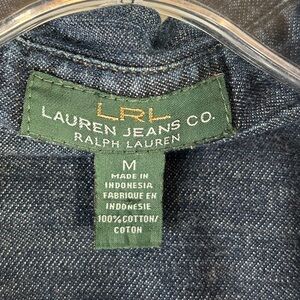 LRL
LAUREN JEANS CO.
RALPH LAUREN
M
MADE IN
INDONESIA
FABRIQUE EN
INDONESIE
100% COTTON/
COTON